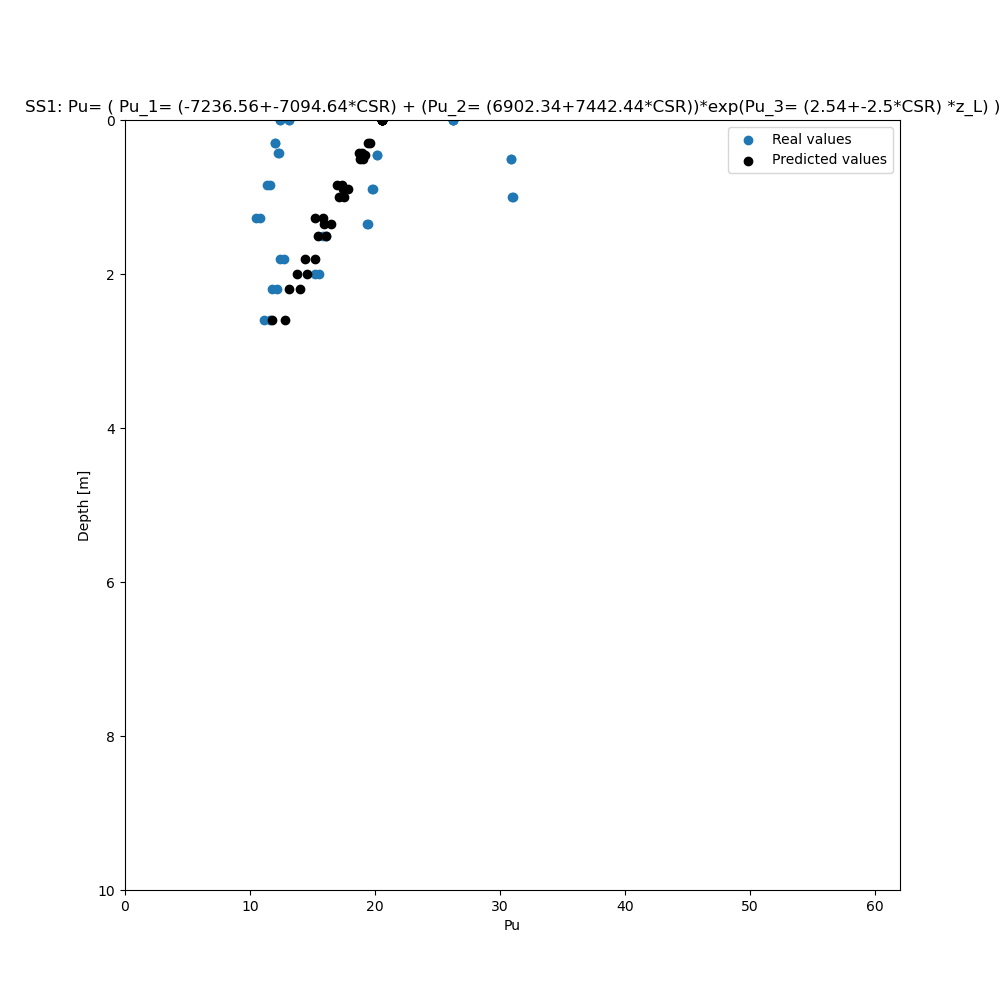 SS1: Pu= ( Pu_1= (-7236.56+-7094.64*CSR) + (Pu_2= (6902.34+7442.44*CSR))*exp(Pu_3= (2.54+-2.5*CSR) *z_L) )
Real values
Predicted values
0
2
4
6
8
10
Depth [m]
0
10
20
30
40
50
60
Pu